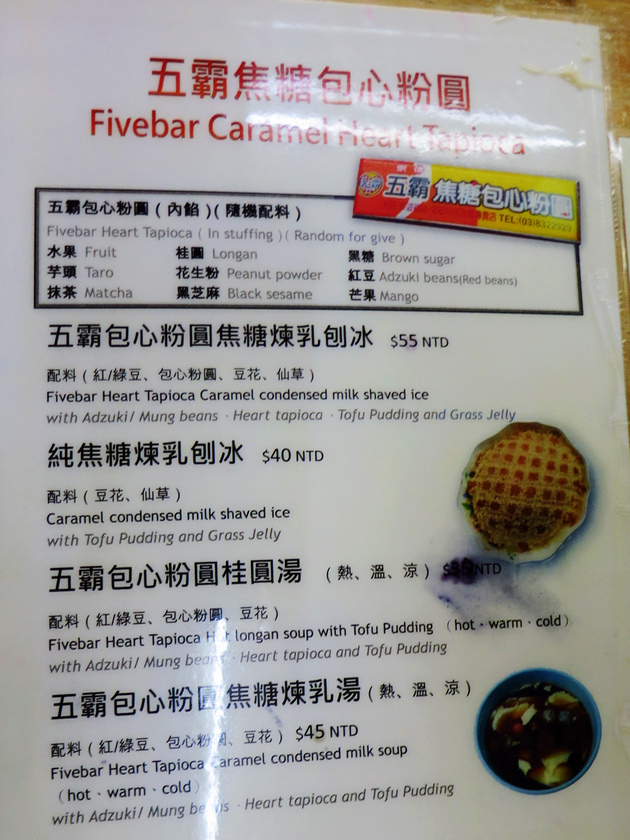 五霸焦糖包心粉圓
Fivebar Caramel Heart Tapioca
五霸 焦糖包心粉圓
TEL:(03)8322929
五霸包心粉圓 ( 內餡 )( 隨機配料 )
Fivebar Heart Tapioca ( In stuffing )( Random for give )
水果 Fruit 桂圓 Longan 黑糖 Brown sugar
芋頭 Taro 花生粉 Peanut powder 紅豆 Adzuki beans(Red beans)
抹茶 Matcha 黑芝麻 Black sesame 芒果 Mango
五霸包心粉圓焦糖煉乳刨冰 $55 NTD
配料 ( 紅/綠豆、包心粉圓、豆花、仙草 )
Fivebar Heart Tapioca Caramel condensed milk shaved ice
with Adzuki/ Mung beans · Heart tapioca · Tofu Pudding and Grass Jelly
純焦糖煉乳刨冰 $40 NTD
配料 ( 豆花、仙草 )
Caramel condensed milk shaved ice
with Tofu Pudding and Grass Jelly
五霸包心粉圓桂圓湯 ( 熱、溫、涼 ) NTD
配料 ( 紅/綠豆、包心粉圓、豆花 )
Fivebar Heart Tapioca Hot longan soup with Tofu Pudding ( hot · warm · cold )
with Adzuki/ Mung beans · Heart tapioca and Tofu Pudding
五霸包心粉圓焦糖煉乳湯 ( 熱、溫、涼 )
配料 ( 紅/綠豆、包心粉圓、豆花 ) $45 NTD
Fivebar Heart Tapioca Caramel condensed milk soup
( hot · warm · cold )
with Adzuki/ Mung beans · Heart tapioca and Tofu Pudding